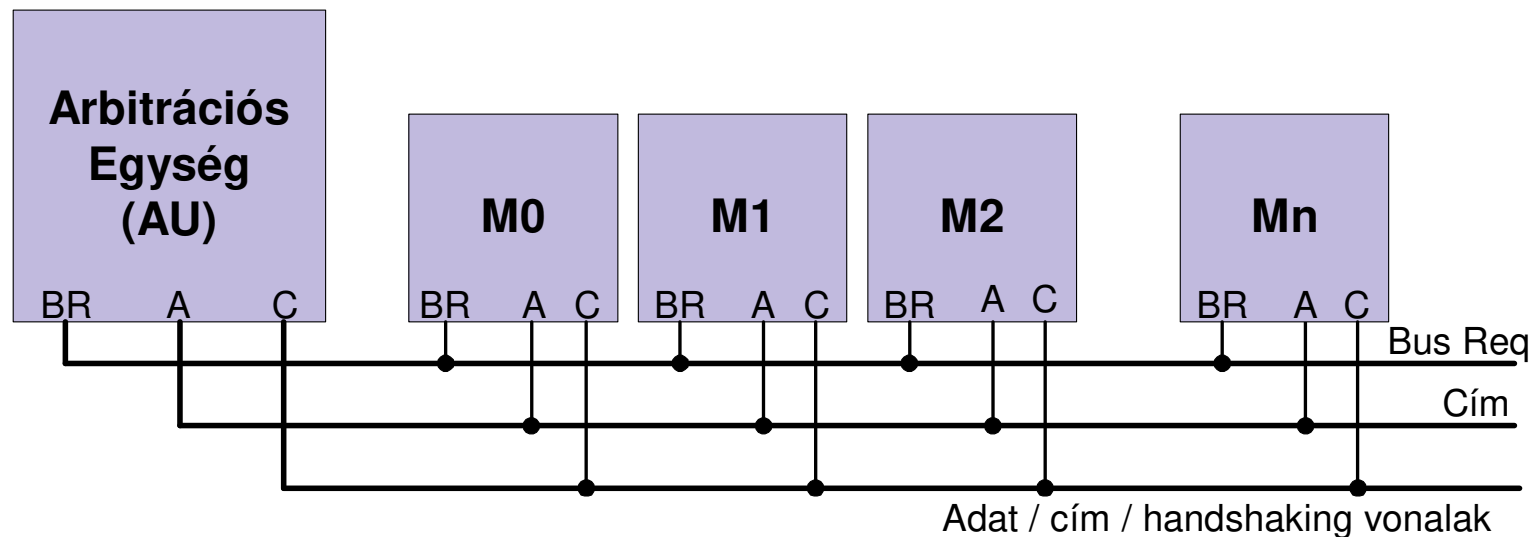 Arbitrációs
Egység
(AU)
BR A C
M0
BR A C
M1
BR A C
M2
BR A C
Mn
BR A C
Bus Req
Cím
Adat / cím / handshaking vonalak